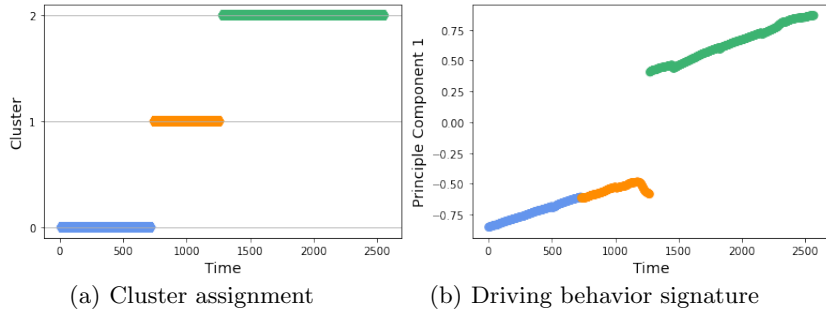 2
1
0
Cluster
0 500 1000 1500 2000 2500
Time
(a) Cluster assignment
0.75
0.50
0.25
0.00
−0.25
−0.50
−0.75
Principle Component 1
0 500 1000 1500 2000 2500
Time
(b) Driving behavior signature